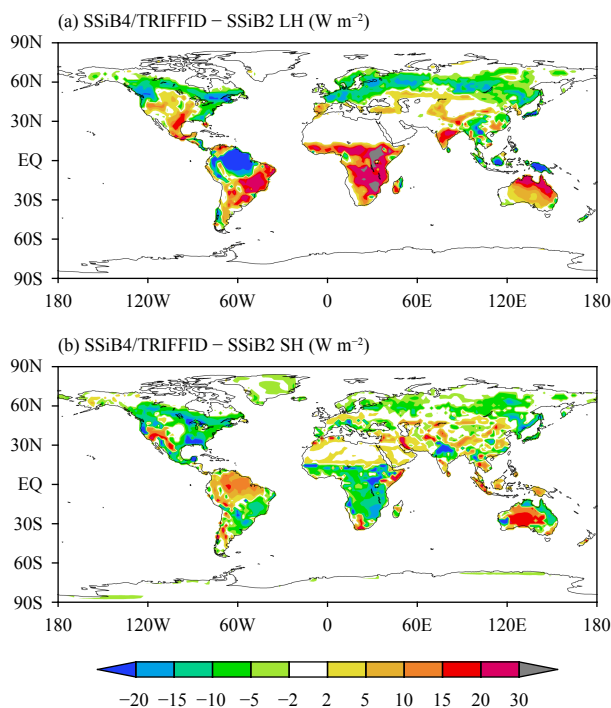 (a) SSiB4/TRIFFID − SSiB2 LH (W m⁻²)
90N
60N
30N
EQ
30S
60S
90S
180 120W 60W 0 60E 120E 180
(b) SSiB4/TRIFFID − SSiB2 SH (W m⁻²)
90N
60N
30N
EQ
30S
60S
90S
180 120W 60W 0 60E 120E 180
−20 −15 −10 −5 −2 2 5 10 15 20 30